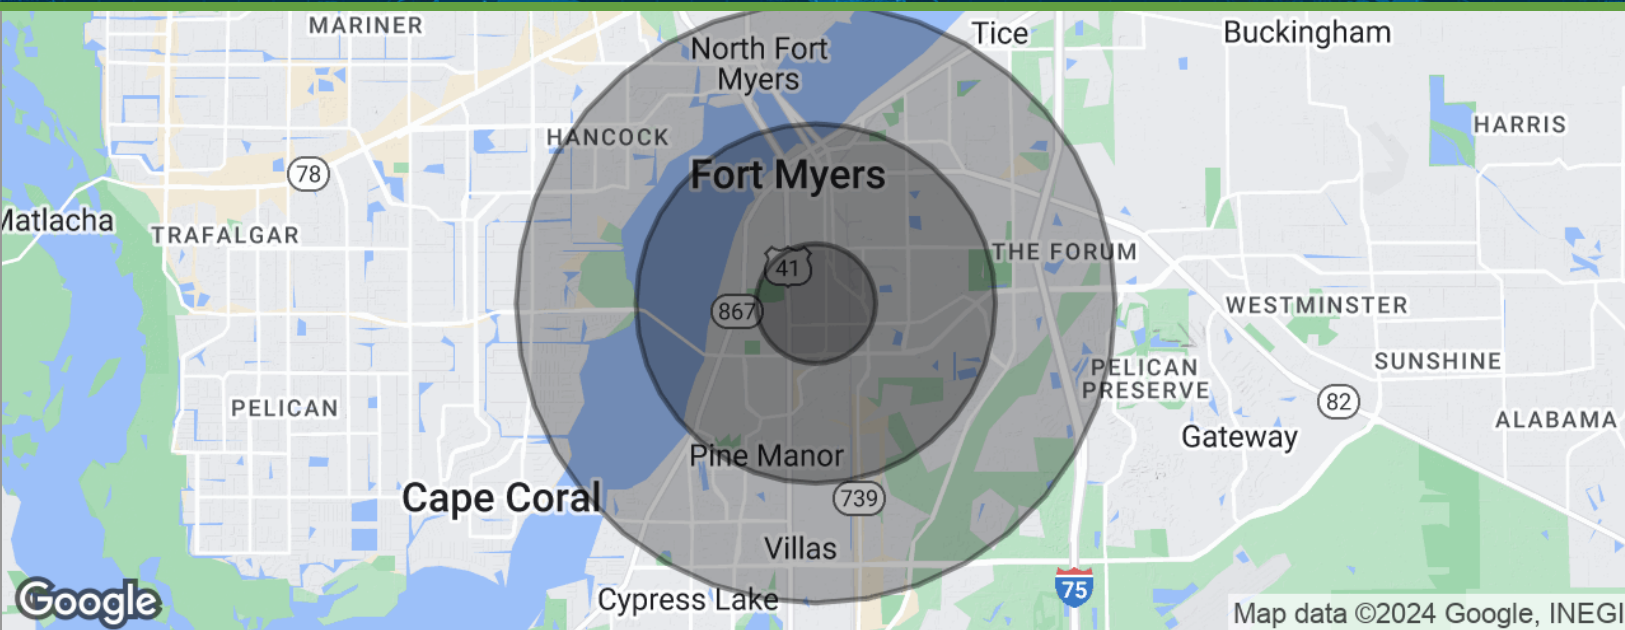 MARINER
North Fort
Myers
Tice
Buckingham
HANCOCK
HARRIS
78
Fort Myers
Matlacha
TRAFALGAR
41
THE FORUM
867
WESTMINSTER
PELICAN
PRESERVE
SUNSHINE
PELICAN
82
ALABAMA
Gateway
Pine Manor
Cape Coral
739
Villas
75
Cypress Lake
Google
Map data ©2024 Google, INEGI